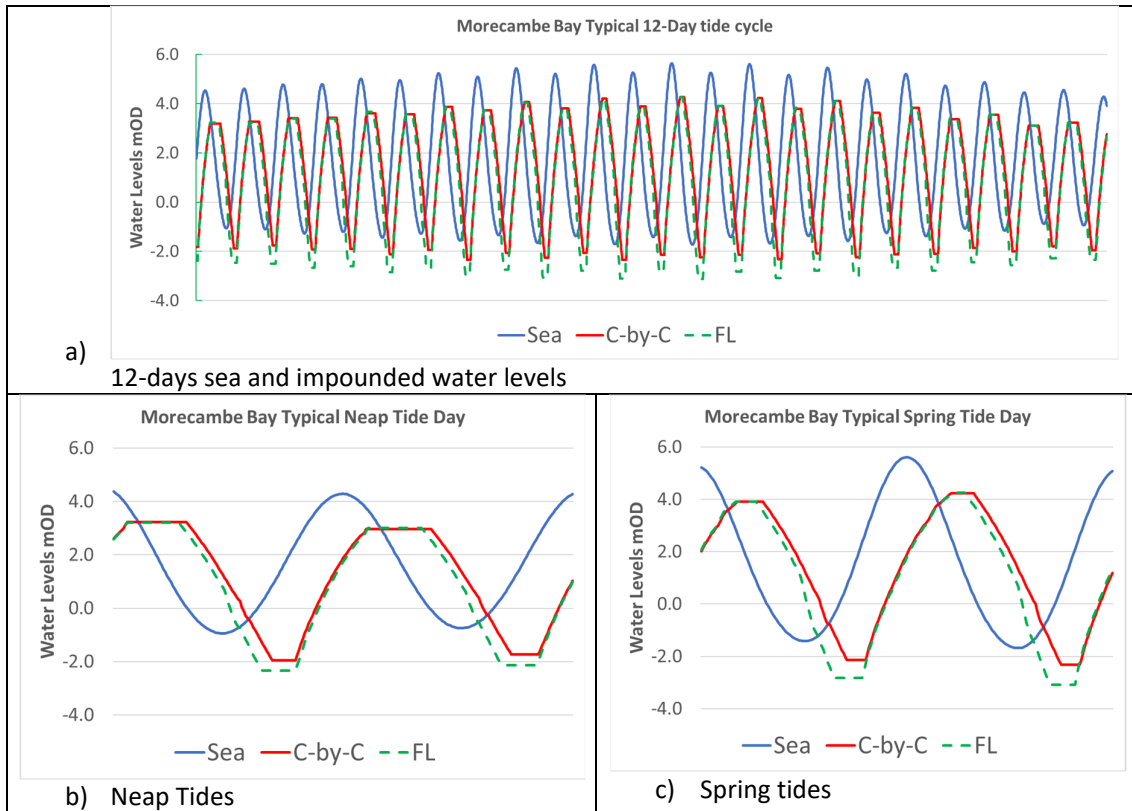 Morecambe Bay Typical 12-Day tide cycle
Water Levels mOD
6.0
4.0
2.0
0.0
-2.0
-4.0
Sea C-by-C FL
a)
12-days sea and impounded water levels
Morecambe Bay Typical Neap Tide Day
Water Levels mOD
6.0
4.0
2.0
0.0
-2.0
-4.0
Sea C-by-C FL
b) Neap Tides
Morecambe Bay Typical Spring Tide Day
Water Levels mOD
6.0
4.0
2.0
0.0
-2.0
-4.0
Sea C-by-C FL
c) Spring tides